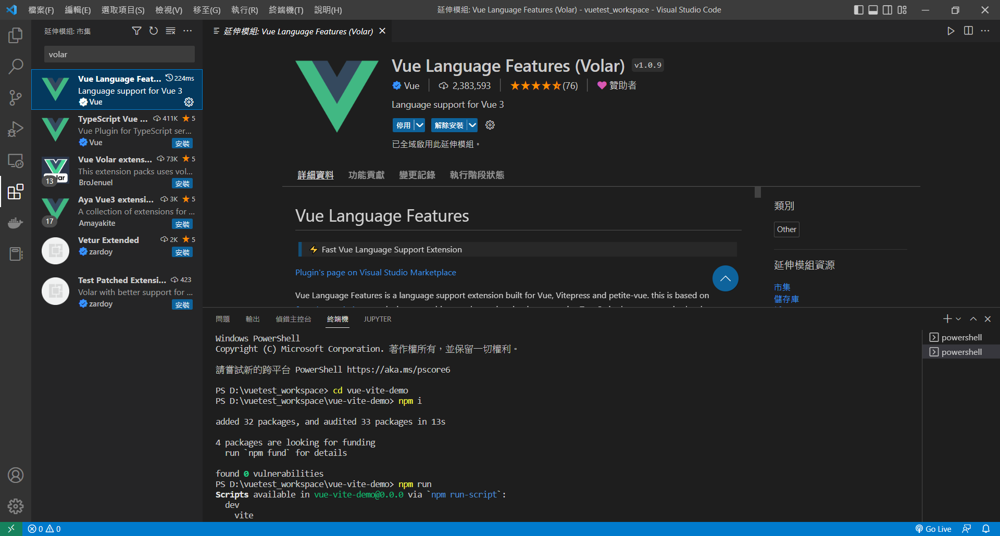 檔案(F) 編輯(E) 選取項目(S) 檢視(V) 移至(G) 執行(R) 終端機(T) 說明(H)
延伸模組: Vue Language Features (Volar) - vuetest_workspace - Visual Studio Code
延伸模組: 市集
volar
Vue Language Feat... 224ms
Language support for Vue 3
Vue
TypeScript Vue ... 411K ★ 5
Vue Plugin for TypeScript ser...
Vue 安裝
Vue Volar extens... 73K ★ 5
This extension packs uses vol...
13
BroJenuel 安裝
Aya Vue3 extensi... 3K ★ 5
A collection of extensions for ...
17
Amayakite 安裝
Vetur Extended 2K ★ 5
zardoy 安裝
Test Patched Extensi... 423
Volar with better support for ...
zardoy 安裝
延伸模組: Vue Language Features (Volar)
Vue Language Features (Volar) v1.0.9
Vue 2,383,593 ★★★★★(76) 贊助者
Language support for Vue 3
停用 解除安裝
已全域啟用此延伸模組。
詳細資料 功能貢獻 變更記錄 執行階段狀態
Vue Language Features
⚡ Fast Vue Language Support Extension
Plugin's page on Visual Studio Marketplace
Vue Language Features is a language support extension built for Vue, Vitepress and petite-vue. this is based on
類別
Other
延伸模組資源
市集
儲存庫
問題 輸出 偵錯主控台 終端機 JUPYTER
Windows PowerShell
Copyright (C) Microsoft Corporation. 著作權所有，並保留一切權利。
請嘗試新的跨平台 PowerShell https://aka.ms/pscore6
PS D:\vuetest_workspace> cd vue-vite-demo
PS D:\vuetest_workspace\vue-vite-demo> npm i
added 32 packages, and audited 33 packages in 13s
4 packages are looking for funding
run `npm fund` for details
found 0 vulnerabilities
PS D:\vuetest_workspace\vue-vite-demo> npm run
Scripts available in vue-vite-demo@0.0.0 via `npm run-script`:
dev
vite
powershell
powershell
0 0
Go Live